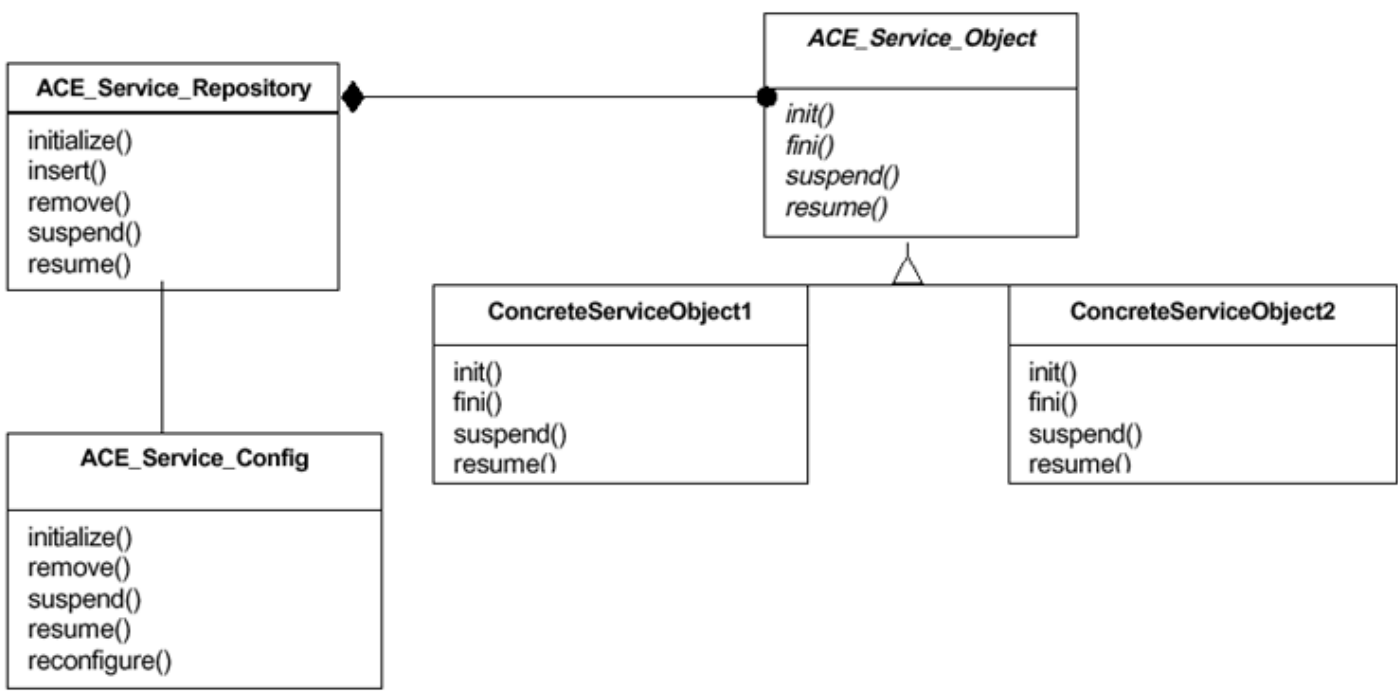 ACE_Service_Repository
initialize()
insert()
remove()
suspend()
resume()
ACE_Service_Object
init()
fini()
suspend()
resume()
ConcreteServiceObject1
init()
fini()
suspend()
resume()
ConcreteServiceObject2
init()
fini()
suspend()
resume()
ACE_Service_Config
initialize()
remove()
suspend()
resume()
reconfigure()